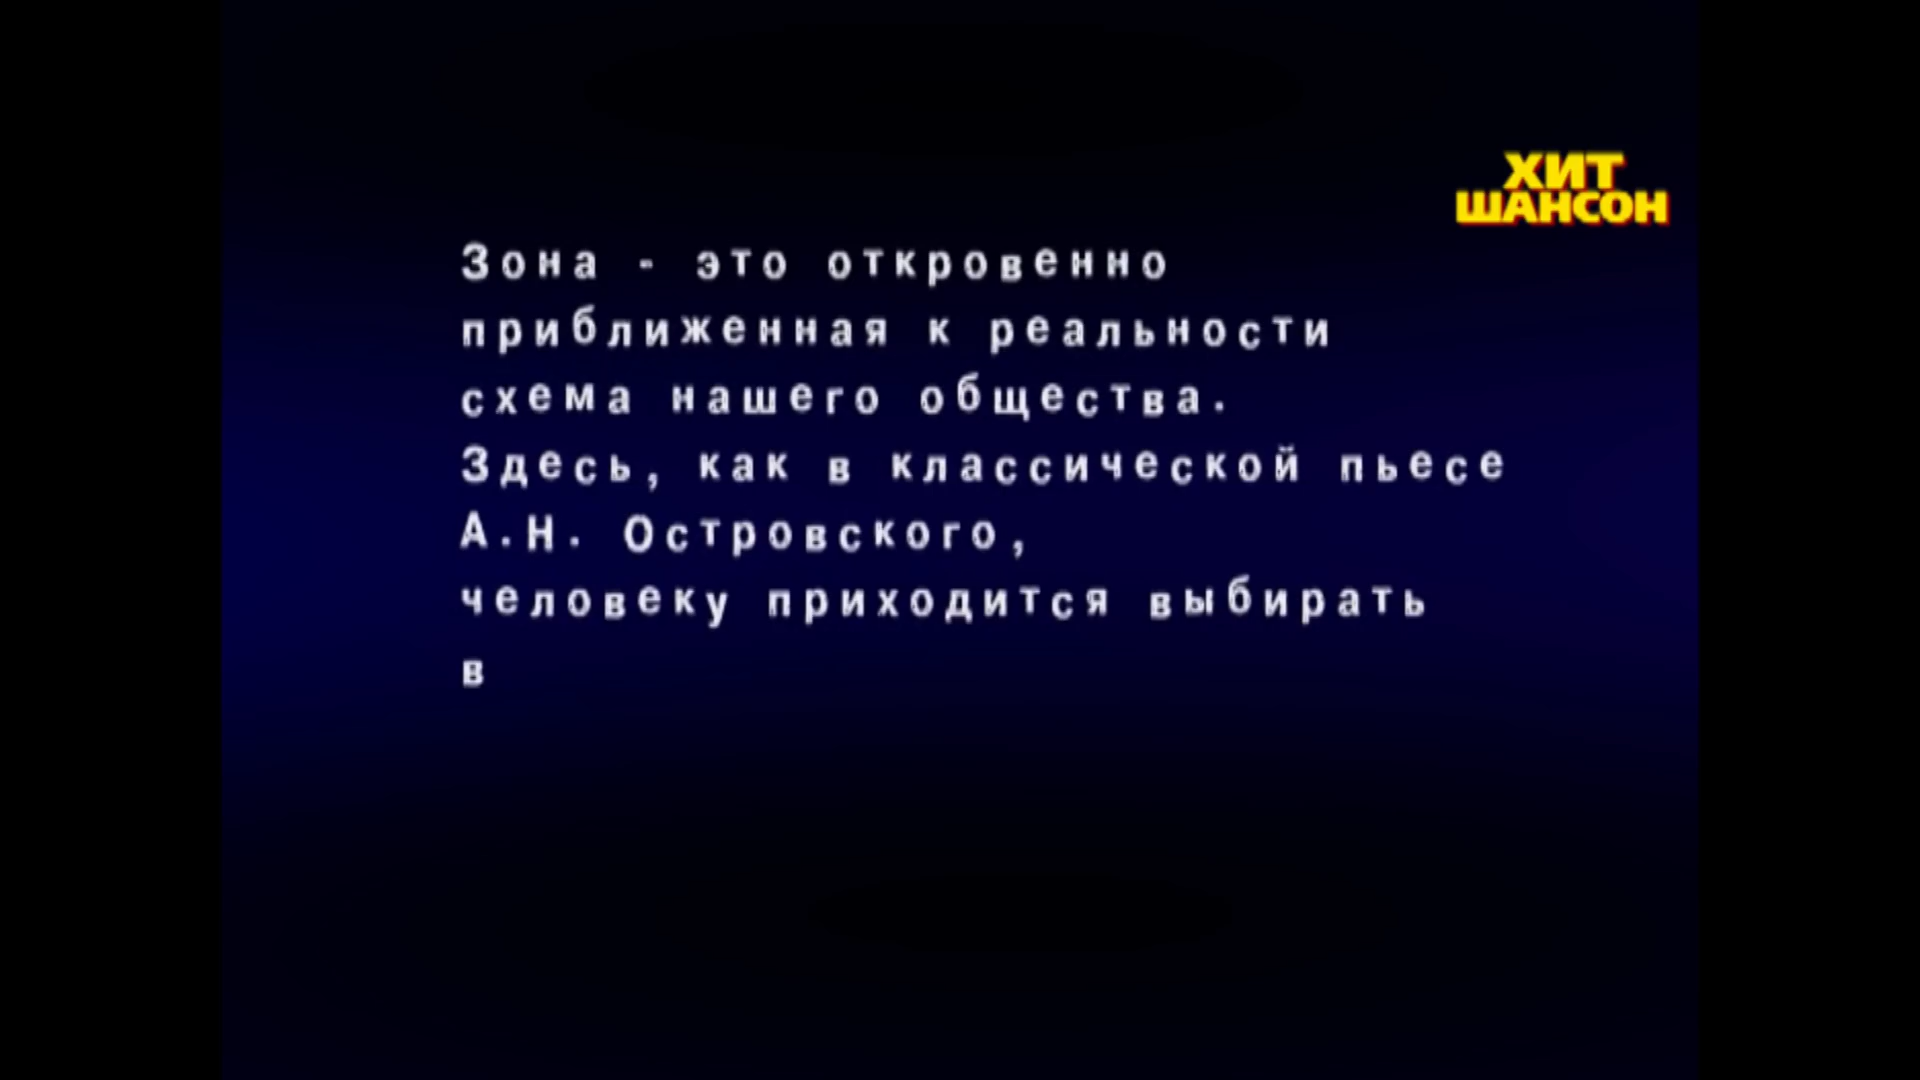 ХИТ
ШАНСОН
Зона - это откровенно
приближенная к реальности
схема нашего общества.
Здесь, как в классической пьесе
А.Н. Островского,
человеку приходится выбирать
в